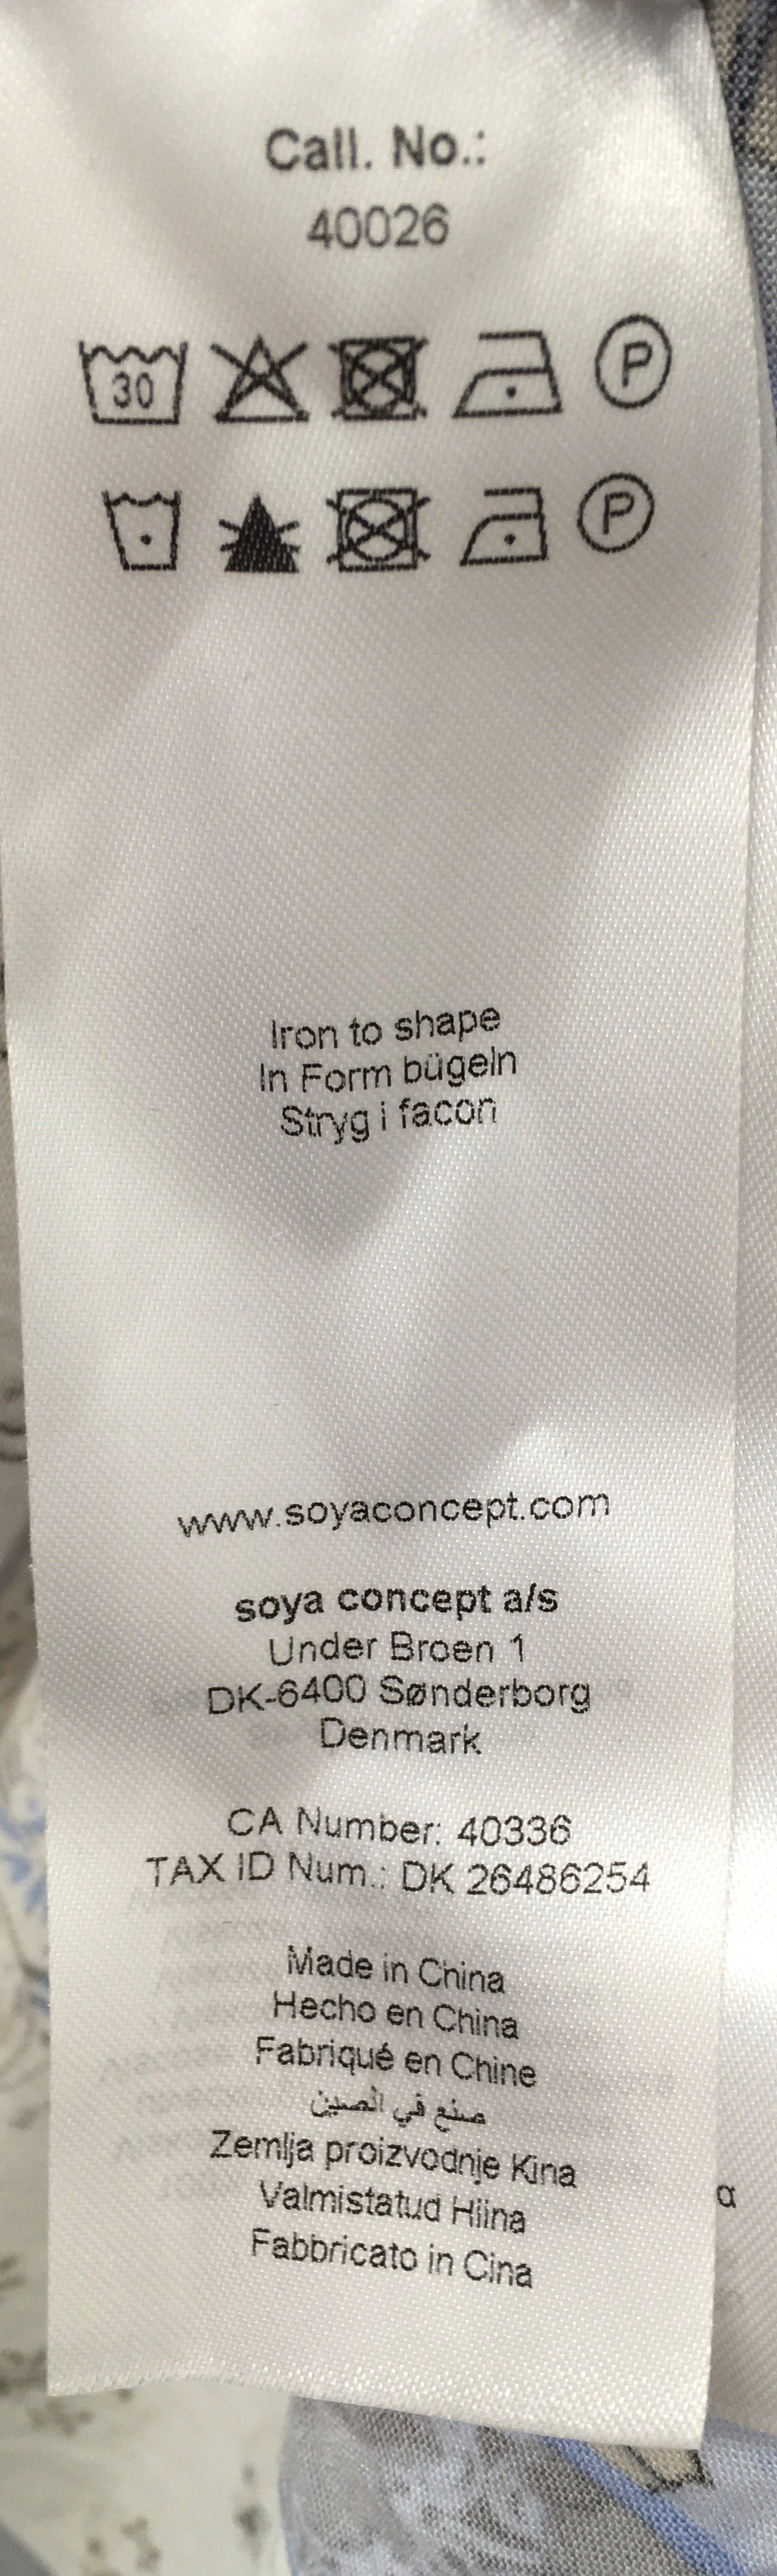 Call. No.:
40026
30 P
P
Iron to shape
In Form bügeln
Stryg i facon
www.soyaconcept.com
soya concept a/s
Under Broen 1
DK-6400 Sønderborg
Denmark
CA Number: 40336
TAX ID Num.: DK 26486254
Made in China
Hecho en China
Fabriqué en Chine
صنع في الصين
Zemlja proizvodnje Kina
Valmistatud Hiina
Fabbricato in Cina
α